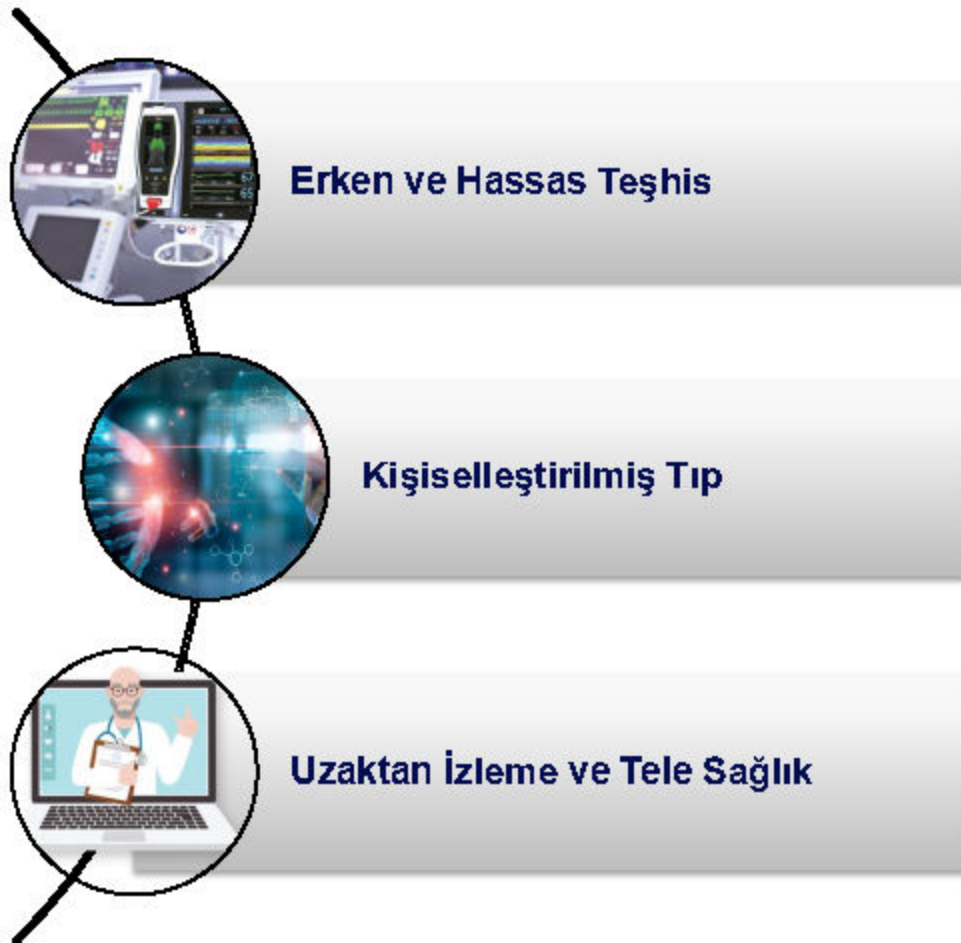 Erken ve Hassas Teşhis
Kişiselleştirilmiş Tıp
Uzaktan İzleme ve Tele Sağlık